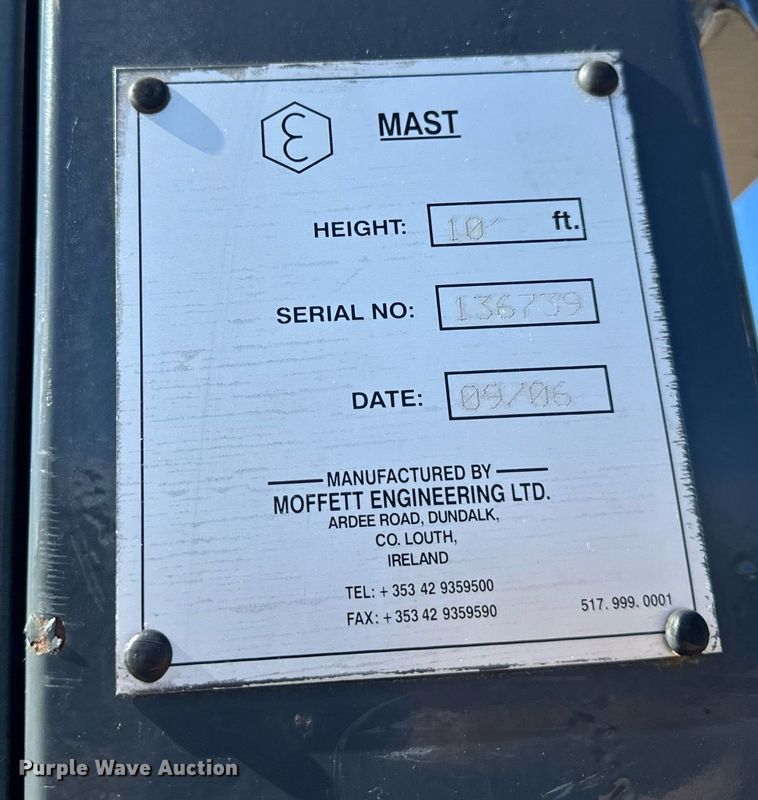 ε MAST
HEIGHT: 10' ft.
SERIAL NO: 136739
DATE: 09/06
MANUFACTURED BY
MOFFETT ENGINEERING LTD.
ARDEE ROAD, DUNDALK,
CO. LOUTH,
IRELAND
TEL: + 353 42 9359500
FAX: + 353 42 9359590
517.999.0001
Purple Wave Auction